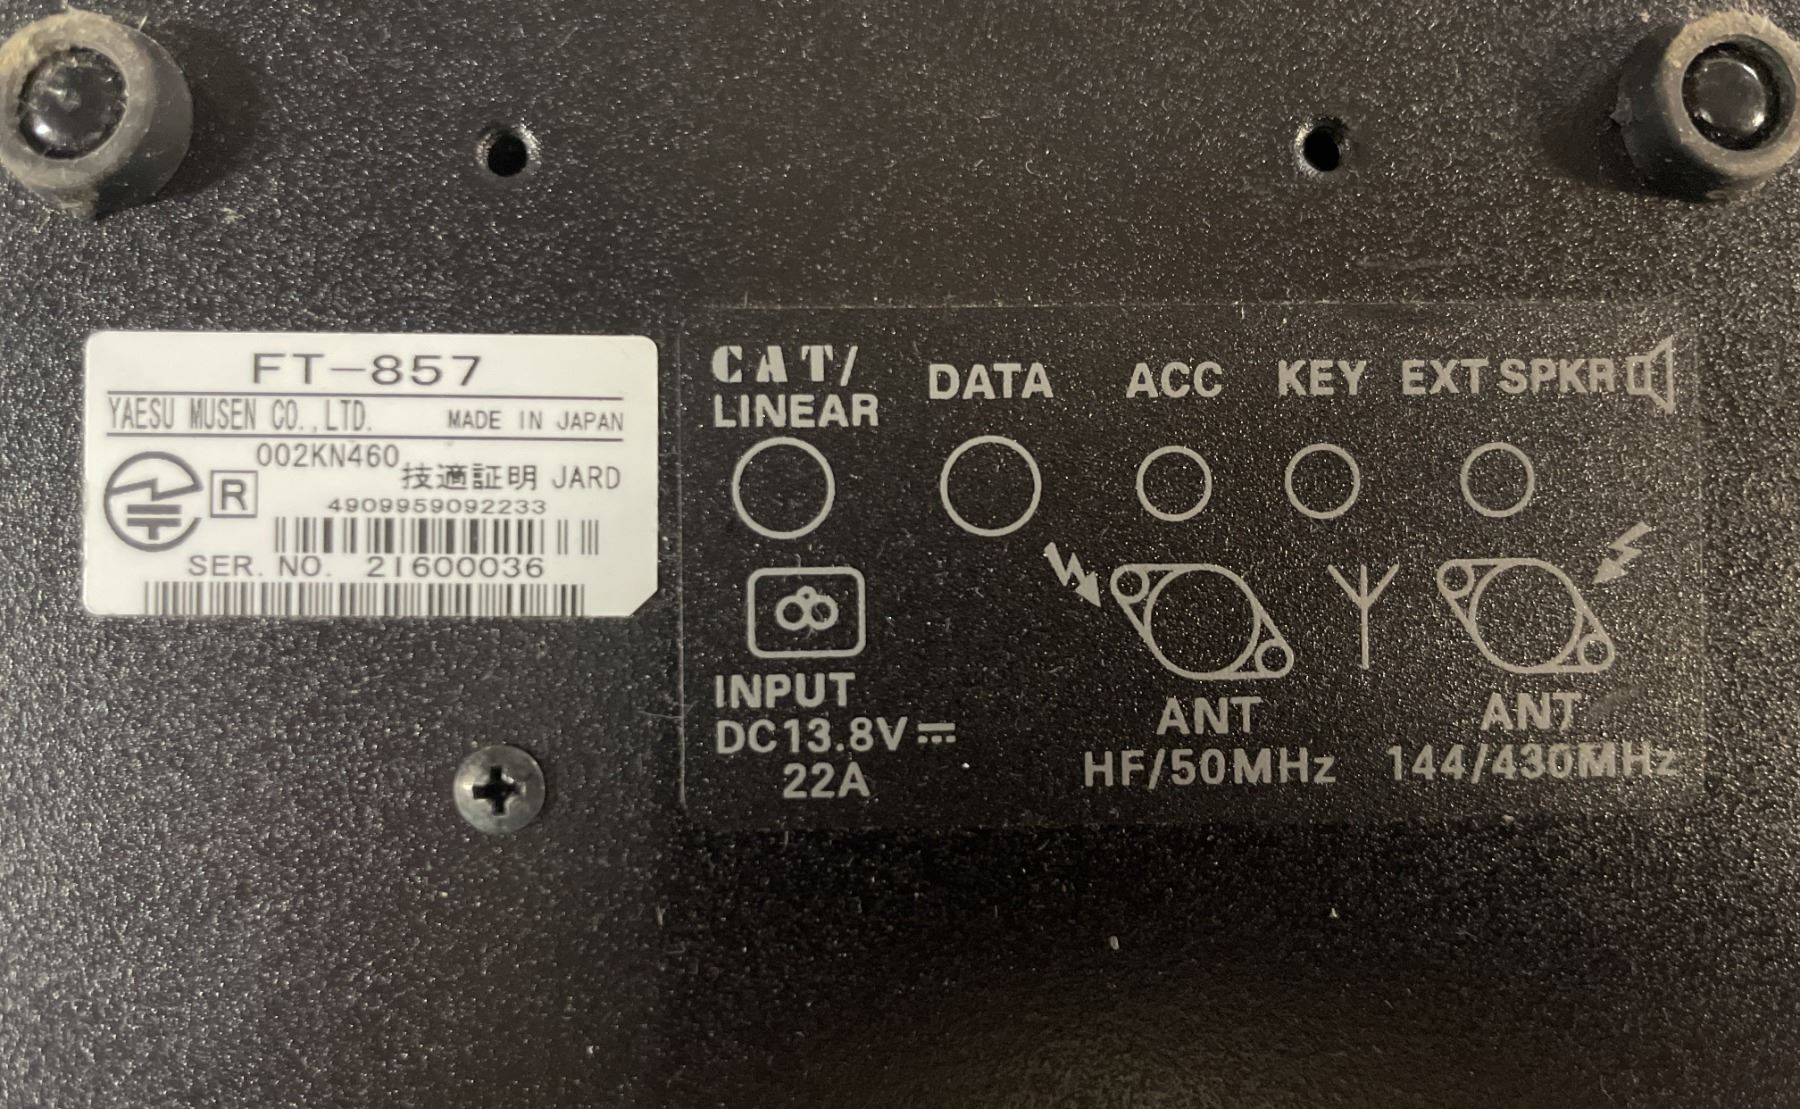 FT-857
YAESU MUSEN CO.,LTD. MADE IN JAPAN
002KN460
R 技適証明 JARD
4909959092233
SER. NO. 2I600036
CAT/
LINEAR
DATA
ACC
KEY
EXT SPKR
INPUT
DC13.8V
22A
ANT
HF/50MHz
ANT
144/430MHz